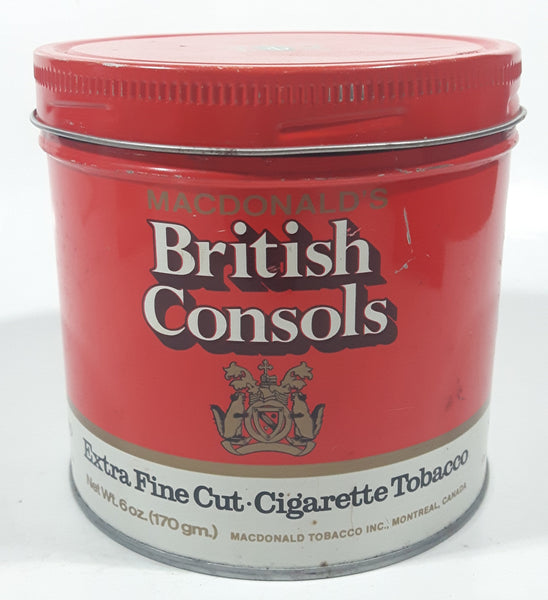 MACDONALD'S
British
Consols
Extra Fine Cut · Cigarette Tobacco
Net Wt. 6 oz. (170 gm.) MACDONALD TOBACCO INC., MONTREAL, CANADA